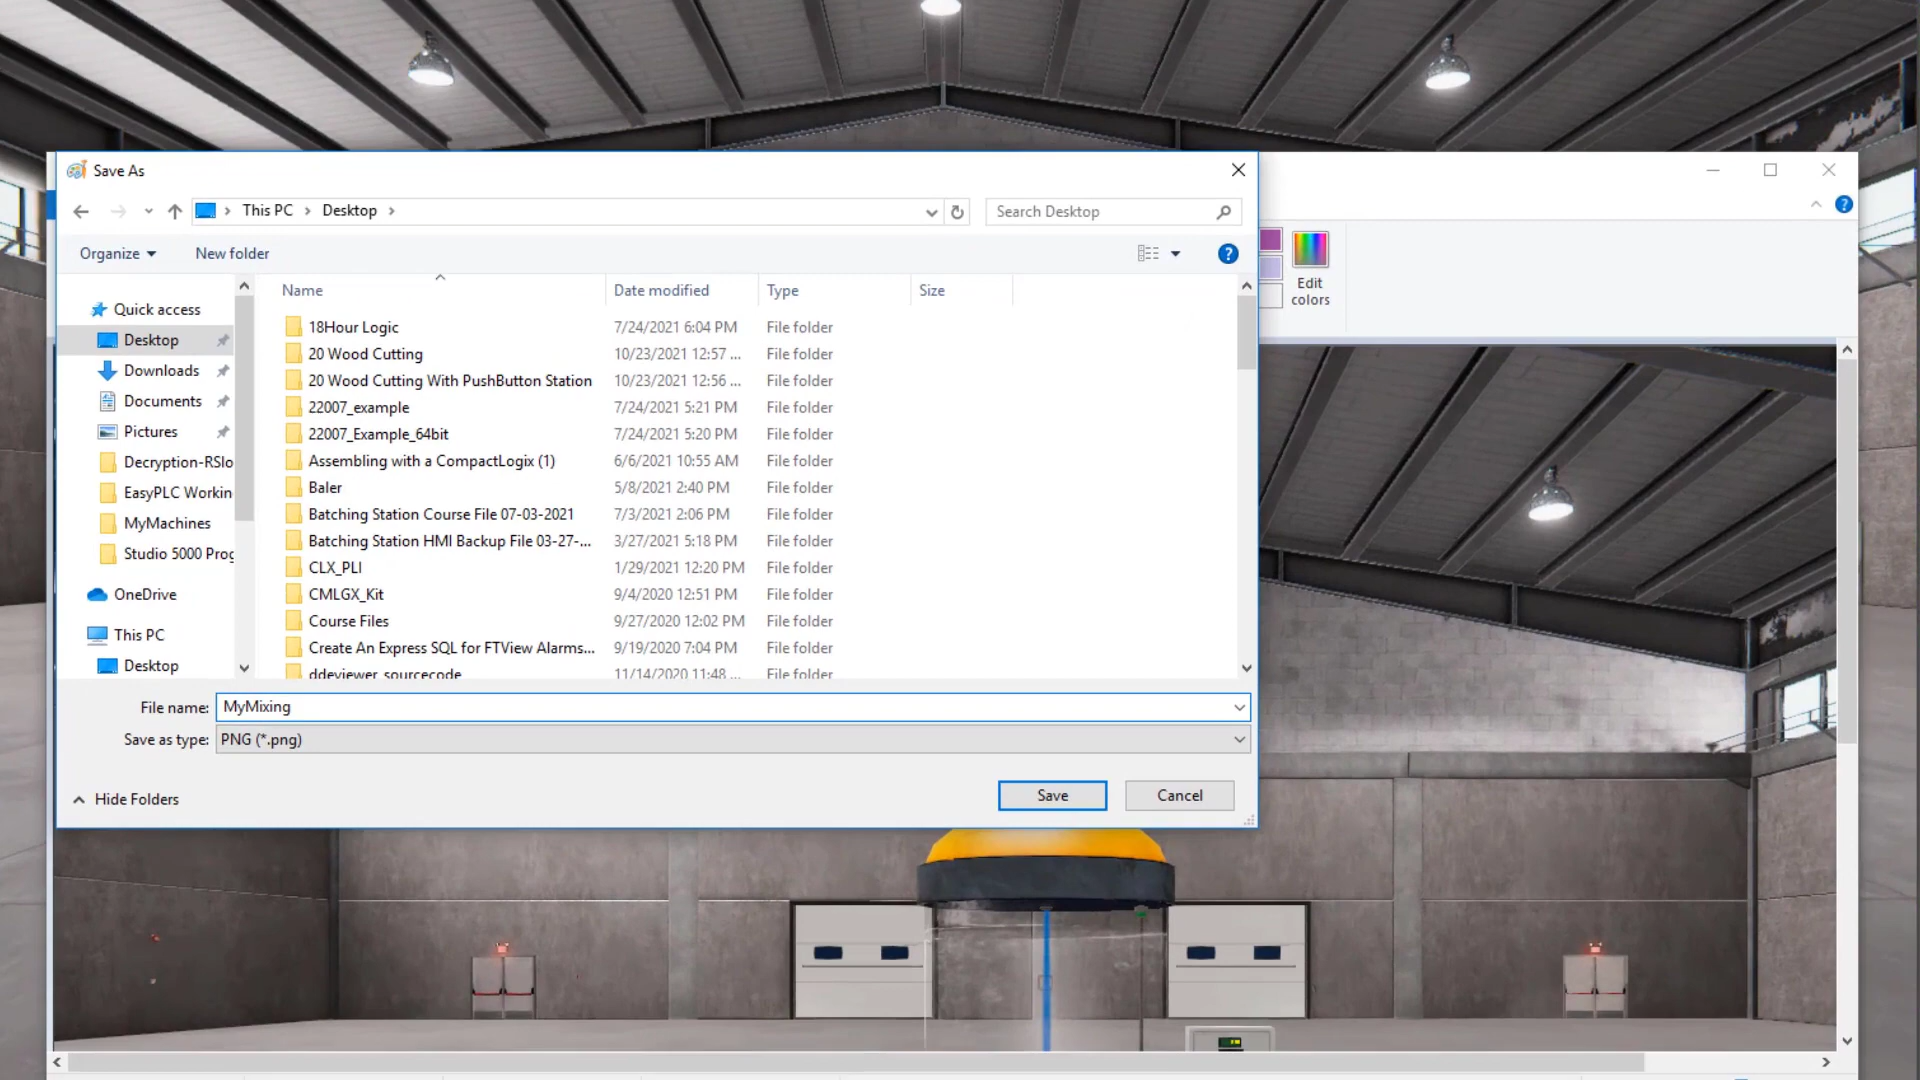 Save As
This PC
Desktop
Search Desktop
Organize
New folder
Edit
colors
Name
Date modified
Type
Size
Quick access
Desktop
Downloads
Documents
Pictures
Decryption-RSlo
EasyPLC Workin
MyMachines
Studio 5000 Prog
OneDrive
This PC
Desktop
18Hour Logic 7/24/2021 6:04 PM File folder
20 Wood Cutting 10/23/2021 12:57 ... File folder
20 Wood Cutting With PushButton Station 10/23/2021 12:56 ... File folder
22007_example 7/24/2021 5:21 PM File folder
22007_Example_64bit 7/24/2021 5:20 PM File folder
Assembling with a CompactLogix (1) 6/6/2021 10:55 AM File folder
Baler 5/8/2021 2:40 PM File folder
Batching Station Course File 07-03-2021 7/3/2021 2:06 PM File folder
Batching Station HMI Backup File 03-27-... 3/27/2021 5:18 PM File folder
CLX_PLI 1/29/2021 12:20 PM File folder
CMLGX_Kit 9/4/2020 12:51 PM File folder
Course Files 9/27/2020 12:02 PM File folder
Create An Express SQL for FTView Alarms... 9/19/2020 7:04 PM File folder
ddeviewer_sourcecode 11/14/2020 11:48 ... File folder
File name: MyMixing
Save as type: PNG (*.png)
Hide Folders
Save
Cancel